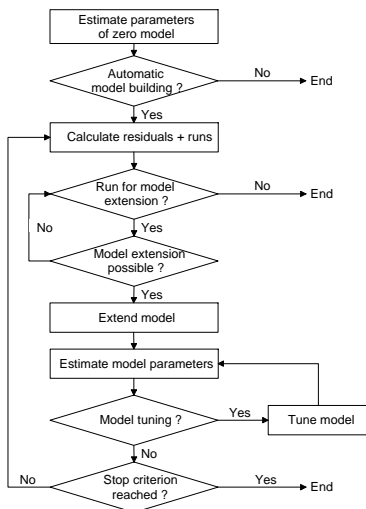 Estimate parameters
of zero model
Automatic
model building ?
No
End
Yes
Calculate residuals + runs
Run for model
extension ?
No
End
No
Yes
Model extension
possible ?
Yes
Extend model
Estimate model parameters
Model tuning ?
Yes
Tune model
No
No
Stop criterion
reached ?
Yes
End